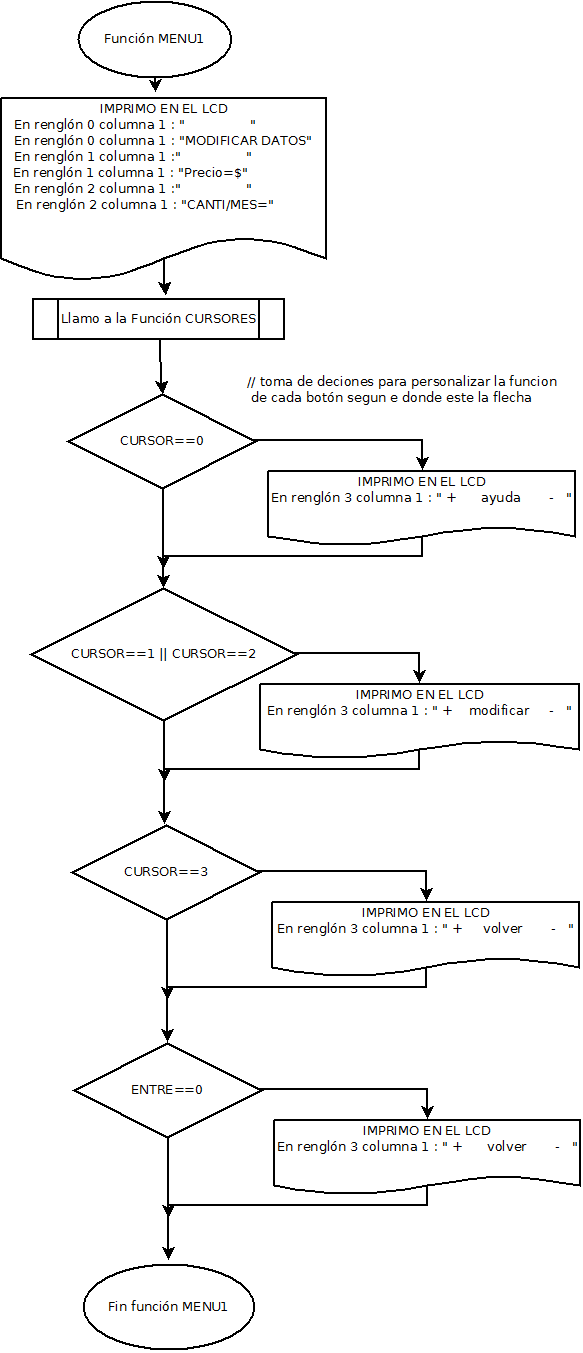 Función MENU1
IMPRIMO EN EL LCD
En renglón 0 columna 1 : "                "
En renglón 0 columna 1 : "MODIFICAR DATOS"
En renglón 1 columna 1 :"                "
En renglón 1 columna 1 : "Precio=$"
En renglón 2 columna 1 :"                "
En renglón 2 columna 1 : "CANTI/MES="
Llamo a la Función CURSORES
// toma de deciones para personalizar la funcion
de cada botón segun e donde este la flecha
CURSOR==0
IMPRIMO EN EL LCD
En renglón 3 columna 1 : " +      ayuda       -   "
CURSOR==1 || CURSOR==2
IMPRIMO EN EL LCD
En renglón 3 columna 1 : " +    modificar     -   "
CURSOR==3
IMPRIMO EN EL LCD
En renglón 3 columna 1 : " +     volver       -   "
ENTRE==0
IMPRIMO EN EL LCD
En renglón 3 columna 1 : " +      volver       -   "
Fin función MENU1